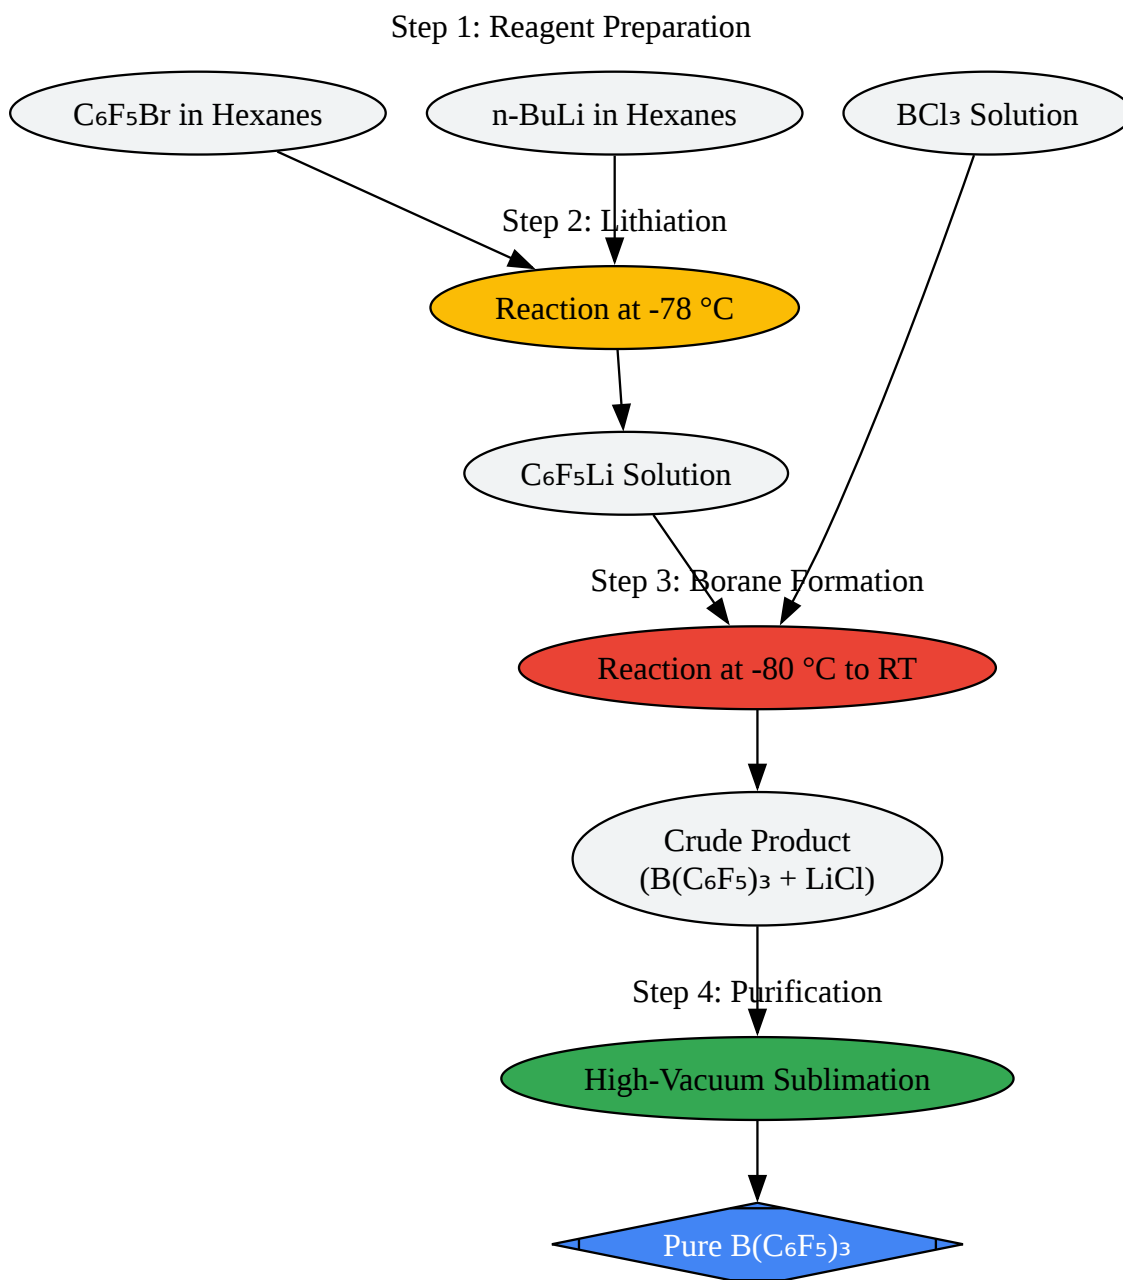 Step 1: Reagent Preparation
C₆F₅Br in Hexanes
n-BuLi in Hexanes
BCl₃ Solution
Step 2: Lithiation
Reaction at -78 °C
C₆F₅Li Solution
Step 3: Borane Formation
Reaction at -80 °C to RT
Crude Product
(B(C₆F₅)₃ + LiCl)
Step 4: Purification
High-Vacuum Sublimation
Pure B(C₆F₅)₃